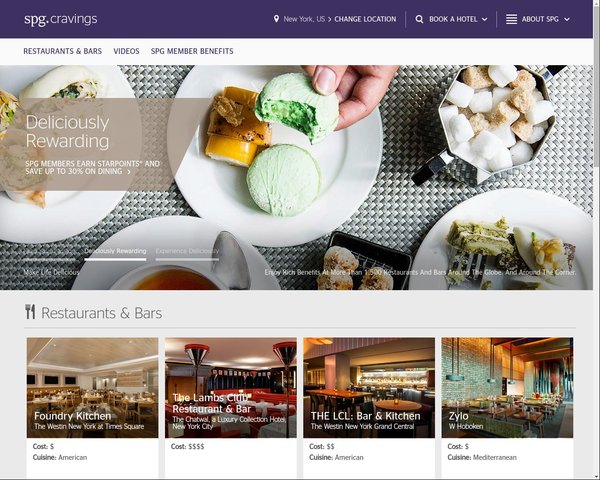 spg.cravings
New York, US > CHANGE LOCATION
BOOK A HOTEL
ABOUT SPG
RESTAURANTS & BARS
VIDEOS
SPG MEMBER BENEFITS
Deliciously
Rewarding
SPG MEMBERS EARN STARPOINTS® AND
SAVE UP TO 30% ON DINING >
Deliciously Rewarding
Experience Deliciously
Make Life Delicious
Enjoy Rich Benefits At More Than 1,500 Restaurants And Bars Around The Globe. And Around The Corner.
Restaurants & Bars
Foundry Kitchen
The Westin New York at Times Square
Cost: $
Cuisine: American
The Lambs Club
Restaurant & Bar
The Chatwal, a Luxury Collection Hotel,
New York City
Cost: $$$$
THE LCL: Bar & Kitchen
The Westin New York Grand Central
Cost: $$
Cuisine: American
Zylo
W Hoboken
Cost: $
Cuisine: Mediterranean